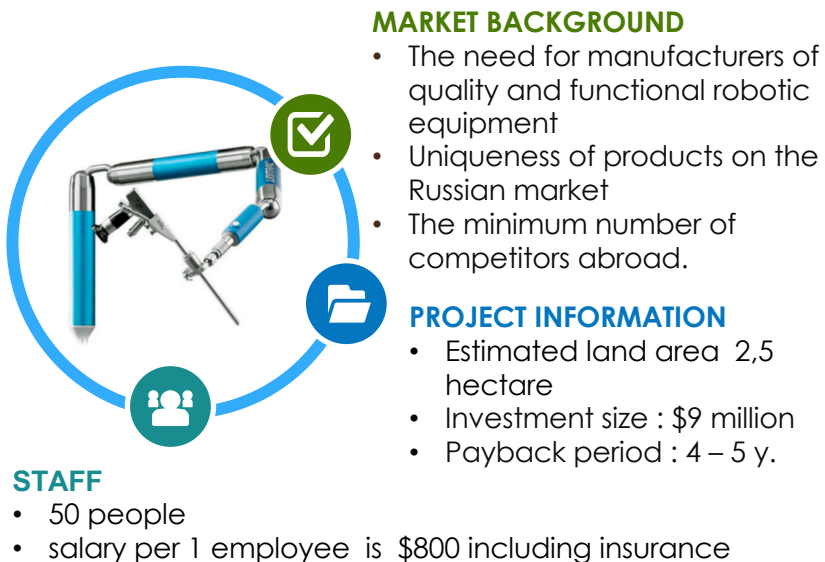 MARKET BACKGROUND
• The need for manufacturers of
quality and functional robotic
equipment
• Uniqueness of products on the
Russian market
• The minimum number of
competitors abroad.
PROJECT INFORMATION
• Estimated land area 2,5
hectare
• Investment size : $9 million
• Payback period : 4 – 5 y.
STAFF
• 50 people
• salary per 1 employee is $800 including insurance